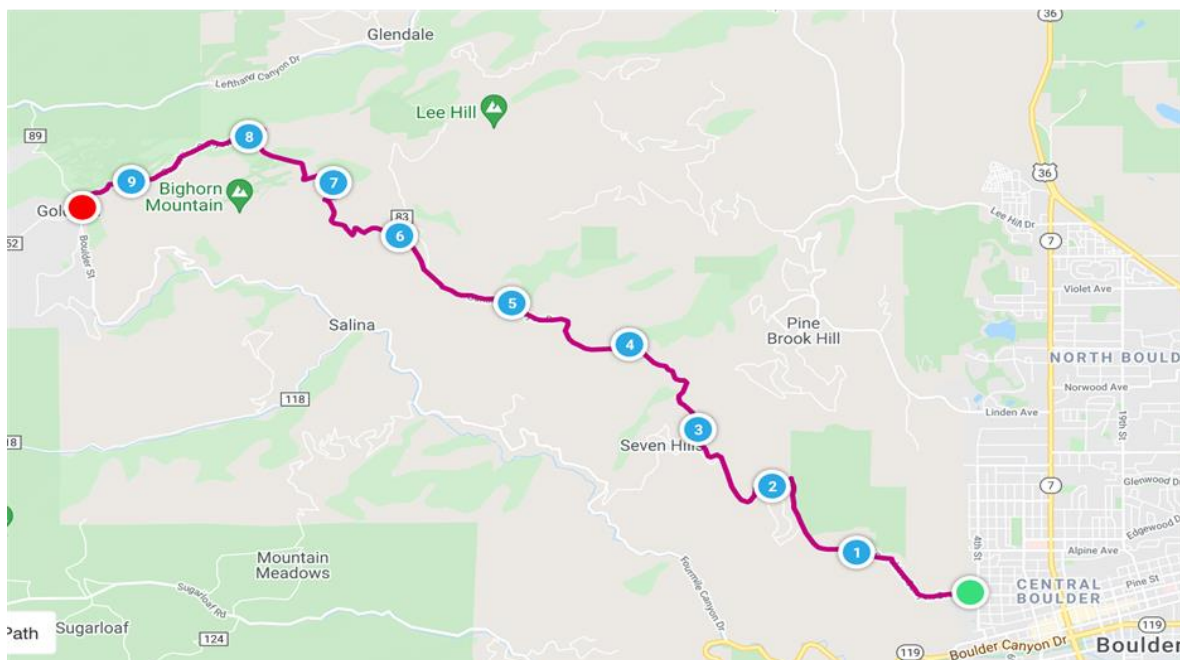 36
Glendale
Lefthand Canyon Dr
Lee Hill
89
8
36
9
7
Bighorn
Mountain
Lee Hill Dr
83
52
6
7
Boulder St
Violet Ave
5
Salina
Pine
Brook Hill
4
NORTH BOULD
Norwood Ave
118
Linden Ave
19th St
3
18
Seven Hills
2
7
Glenwood D
Edgewood D
4th St
1
Alpine Ave
Mountain
Meadows
Fourmile Canyon Dr
CENTRAL
BOULDER
Pine St
Sugarloaf Rd
Path
Sugarloaf
124
119
119
Boulder Canyon Dr
Boulder